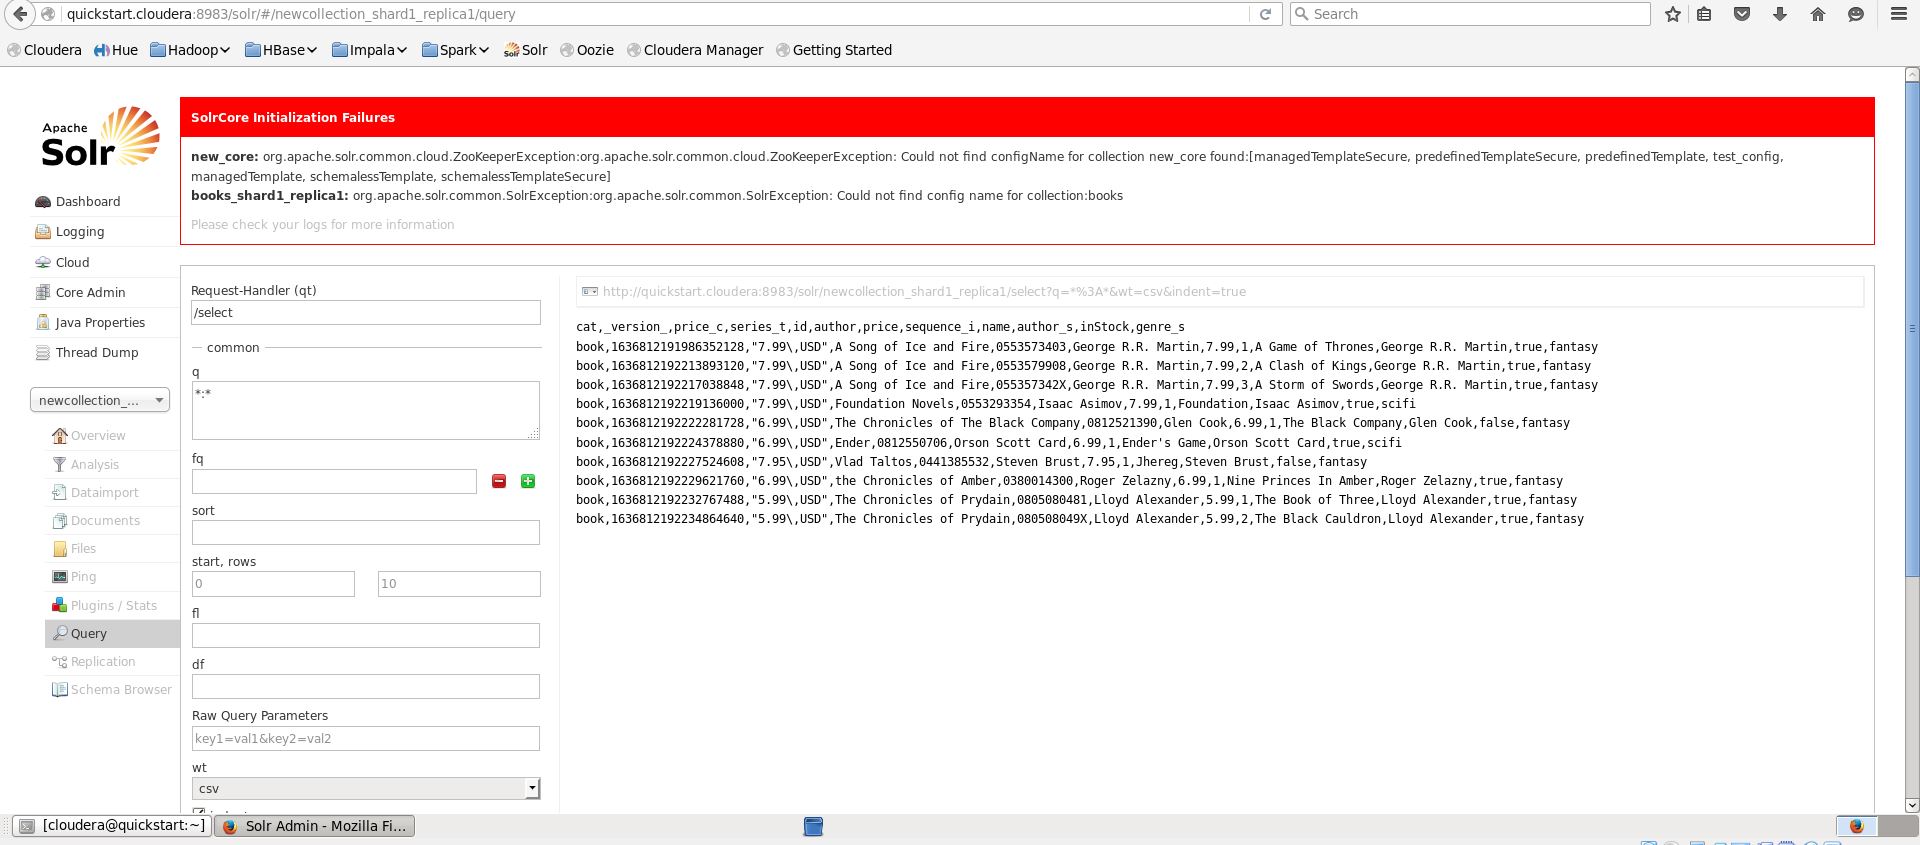 quickstart.cloudera:8983/solr/#/newcollection_shard1_replica1/query
Search
Cloudera Hue Hadoop HBase Impala Spark Solr Oozie Cloudera Manager Getting Started
Apache
Solr
SolrCore Initialization Failures
new_core: org.apache.solr.common.cloud.ZooKeeperException:org.apache.solr.common.cloud.ZooKeeperException: Could not find configName for collection new_core found:[managedTemplateSecure, predefinedTemplateSecure, predefinedTemplate, test_config,
managedTemplate, schemalessTemplate, schemalessTemplateSecure]
books_shard1_replica1: org.apache.solr.common.SolrException:org.apache.solr.common.SolrException: Could not find config name for collection:books
Please check your logs for more information
Dashboard
Logging
Cloud
Core Admin
Java Properties
Thread Dump
newcollection_...
Overview
Analysis
Dataimport
Documents
Files
Ping
Plugins / Stats
Query
Replication
Schema Browser
Request-Handler (qt)
/select
common
q
*:*
fq
sort
start, rows
0
10
fl
df
Raw Query Parameters
key1=val1&key2=val2
wt
csv
http://quickstart.cloudera:8983/solr/newcollection_shard1_replica1/select?q=*%3A*&wt=csv&indent=true
cat,_version_,price_c,series_t,id,author,price,sequence_i,name,author_s,inStock,genre_s
book,1636812191986352128,"7.99\,USD",A Song of Ice and Fire,0553573403,George R.R. Martin,7.99,1,A Game of Thrones,George R.R. Martin,true,fantasy
book,1636812192213893120,"7.99\,USD",A Song of Ice and Fire,0553579908,George R.R. Martin,7.99,2,A Clash of Kings,George R.R. Martin,true,fantasy
book,1636812192217038848,"7.99\,USD",A Song of Ice and Fire,055357342X,George R.R. Martin,7.99,3,A Storm of Swords,George R.R. Martin,true,fantasy
book,1636812192219136000,"7.99\,USD",Foundation Novels,0553293354,Isaac Asimov,7.99,1,Foundation,Isaac Asimov,true,scifi
book,1636812192222281728,"6.99\,USD",The Chronicles of The Black Company,0812521390,Glen Cook,6.99,1,The Black Company,Glen Cook,false,fantasy
book,1636812192224378880,"6.99\,USD",Ender,0812550706,Orson Scott Card,6.99,1,Ender's Game,Orson Scott Card,true,scifi
book,1636812192227524608,"7.95\,USD",Vlad Taltos,0441385532,Steven Brust,7.95,1,Jhereg,Steven Brust,false,fantasy
book,1636812192229621760,"6.99\,USD",the Chronicles of Amber,0380014300,Roger Zelazny,6.99,1,Nine Princes In Amber,Roger Zelazny,true,fantasy
book,1636812192232767488,"5.99\,USD",The Chronicles of Prydain,0805080481,Lloyd Alexander,5.99,1,The Book of Three,Lloyd Alexander,true,fantasy
book,1636812192234864640,"5.99\,USD",The Chronicles of Prydain,080508049X,Lloyd Alexander,5.99,2,The Black Cauldron,Lloyd Alexander,true,fantasy
[cloudera@quickstart:~]
Solr Admin - Mozilla Fi...